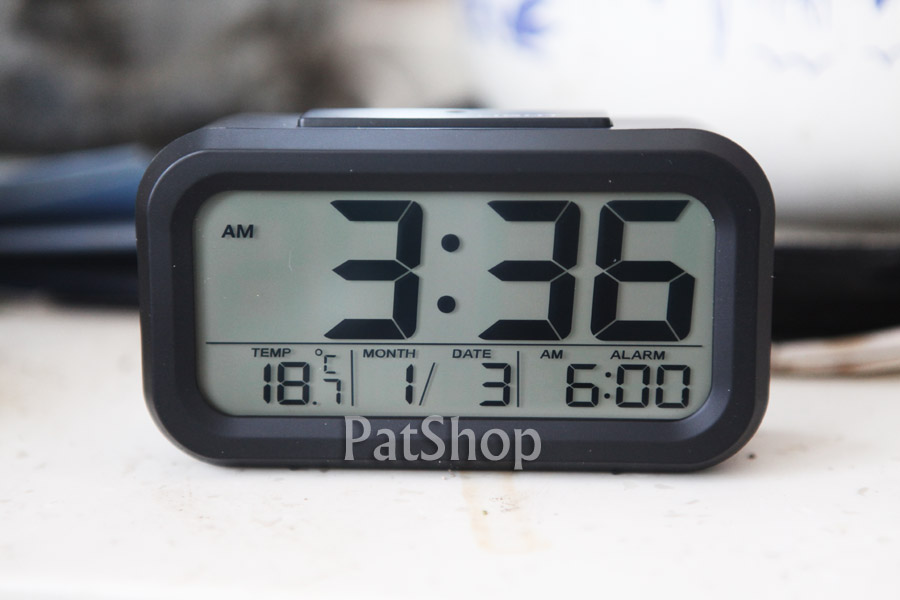 AM 3:36
TEMP °C MONTH DATE AM ALARM
18.7 1/ 3 6:00
PatShop